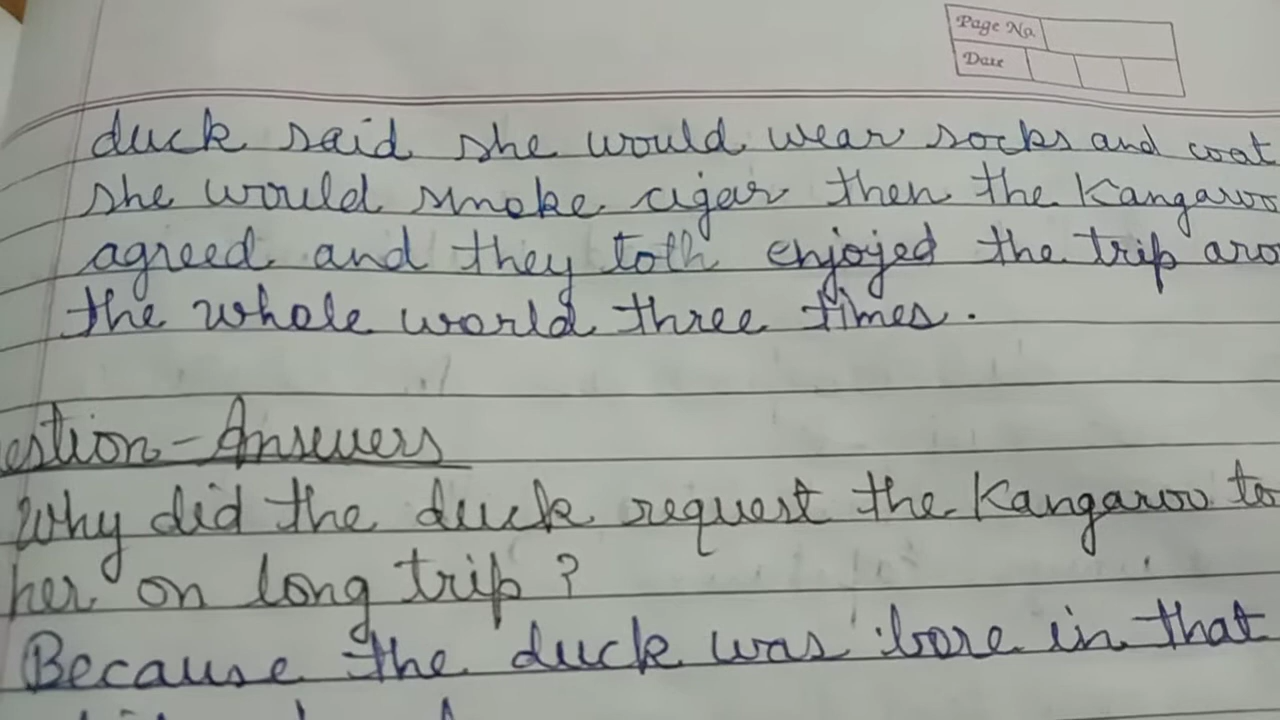 Page No.
Date
duck said she would wear socks and coat
she would smoke cigar then the Kangaroo
agreed and they toth enjoyed the trip aro
the whole world three times.
estion-Answers
Why did the duck request the Kangaroo to
her on long trip?
Because the duck was bore in that